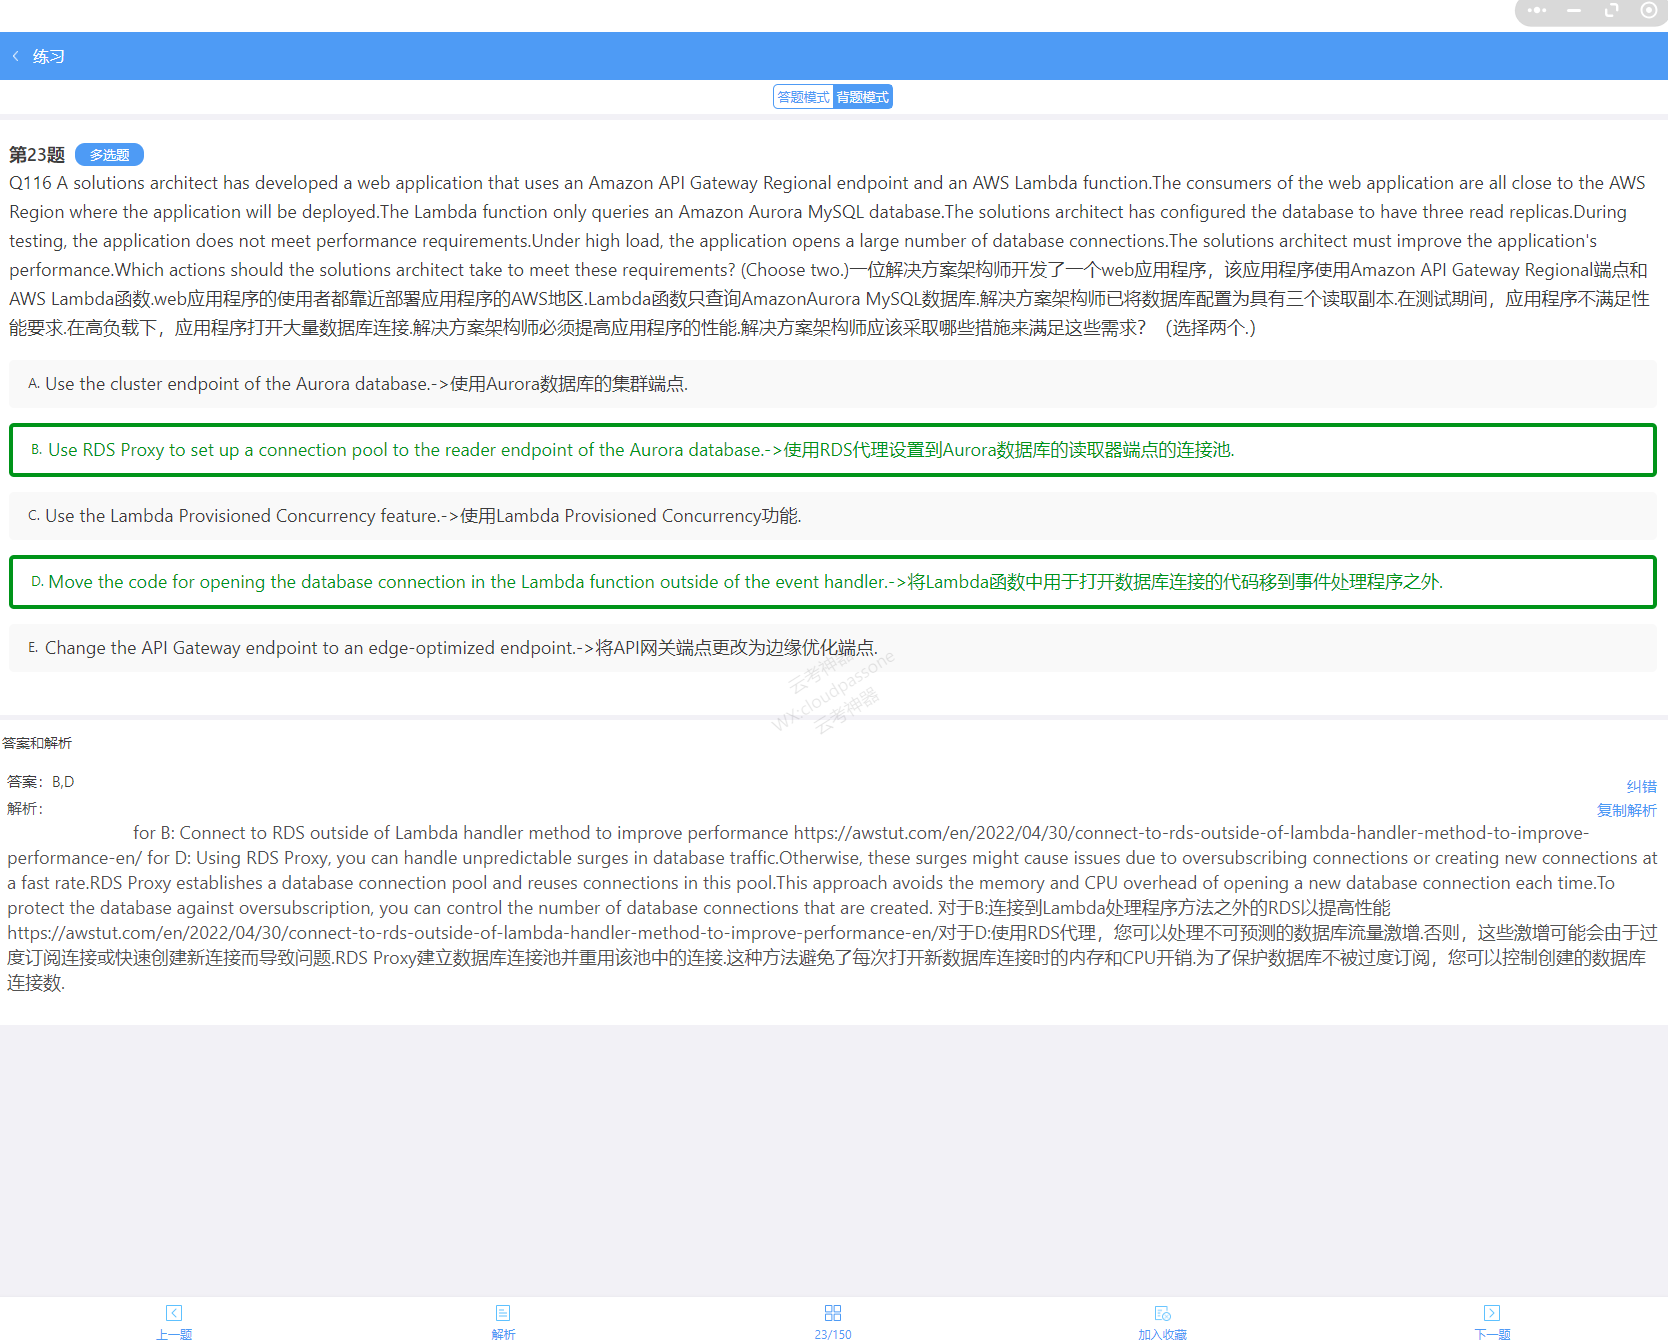 练习
答题模式 背题模式
第23题 多选题
Q116 A solutions architect has developed a web application that uses an Amazon API Gateway Regional endpoint and an AWS Lambda function.The consumers of the web application are all close to the AWS
Region where the application will be deployed.The Lambda function only queries an Amazon Aurora MySQL database.The solutions architect has configured the database to have three read replicas.During
testing, the application does not meet performance requirements.Under high load, the application opens a large number of database connections.The solutions architect must improve the application's
performance.Which actions should the solutions architect take to meet these requirements? (Choose two.)一位解决方案架构师开发了一个web应用程序，该应用程序使用Amazon API Gateway Regional端点和
AWS Lambda函数.web应用程序的使用者都靠近部署应用程序的AWS地区.Lambda函数只查询AmazonAurora MySQL数据库.解决方案架构师已将数据库配置为具有三个读取副本.在测试期间，应用程序不满足性
能要求.在高负载下，应用程序打开大量数据库连接.解决方案架构师必须提高应用程序的性能.解决方案架构师应该采取哪些措施来满足这些需求？（选择两个.）
A. Use the cluster endpoint of the Aurora database.->使用Aurora数据库的集群端点.
B. Use RDS Proxy to set up a connection pool to the reader endpoint of the Aurora database.->使用RDS代理设置到Aurora数据库的读取器端点的连接池.
C. Use the Lambda Provisioned Concurrency feature.->使用Lambda Provisioned Concurrency功能.
D. Move the code for opening the database connection in the Lambda function outside of the event handler.->将Lambda函数中用于打开数据库连接的代码移到事件处理程序之外.
E. Change the API Gateway endpoint to an edge-optimized endpoint.->将API网关端点更改为边缘优化端点.
云考神器
WX:cloudpassone
云考神器
答案和解析
答案：B,D
纠错
解析：
复制解析
for B: Connect to RDS outside of Lambda handler method to improve performance https://awstut.com/en/2022/04/30/connect-to-rds-outside-of-lambda-handler-method-to-improve-
performance-en/ for D: Using RDS Proxy, you can handle unpredictable surges in database traffic.Otherwise, these surges might cause issues due to oversubscribing connections or creating new connections at
a fast rate.RDS Proxy establishes a database connection pool and reuses connections in this pool.This approach avoids the memory and CPU overhead of opening a new database connection each time.To
protect the database against oversubscription, you can control the number of database connections that are created. 对于B:连接到Lambda处理程序方法之外的RDS以提高性能
https://awstut.com/en/2022/04/30/connect-to-rds-outside-of-lambda-handler-method-to-improve-performance-en/对于D:使用RDS代理，您可以处理不可预测的数据库流量激增.否则，这些激增可能会由于过
度订阅连接或快速创建新连接而导致问题.RDS Proxy建立数据库连接池并重用该池中的连接.这种方法避免了每次打开新数据库连接时的内存和CPU开销.为了保护数据库不被过度订阅，您可以控制创建的数据库
连接数.
上一题 解析 23/150 加入收藏 下一题